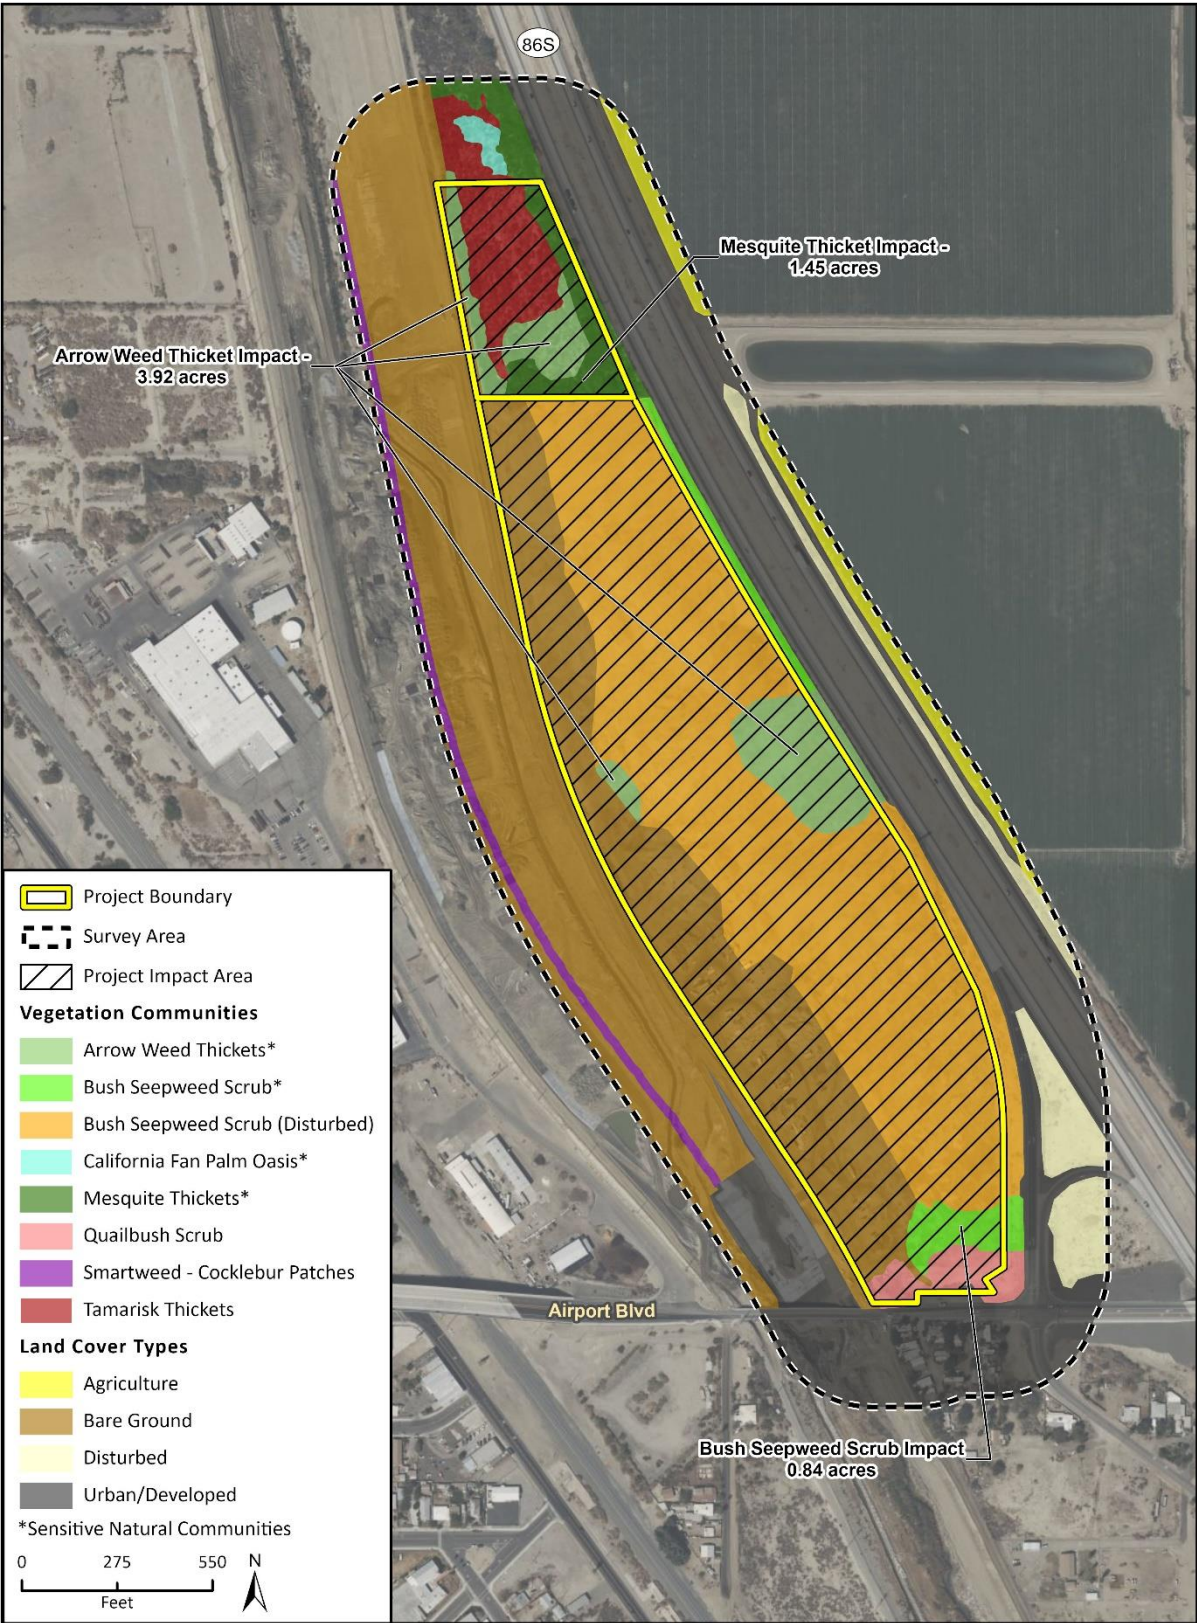 86S
Mesquite Thicket Impact -
1.45 acres
Arrow Weed Thicket Impact -
3.92 acres
Project Boundary
Survey Area
Project Impact Area
Vegetation Communities
Arrow Weed Thickets*
Bush Seepweed Scrub*
Bush Seepweed Scrub (Disturbed)
California Fan Palm Oasis*
Mesquite Thickets*
Quailbush Scrub
Smartweed - Cocklebur Patches
Tamarisk Thickets
Land Cover Types
Agriculture
Bare Ground
Disturbed
Urban/Developed
*Sensitive Natural Communities
0 275 550 N
Feet
Airport Blvd
Bush Seepweed Scrub Impact
0.84 acres